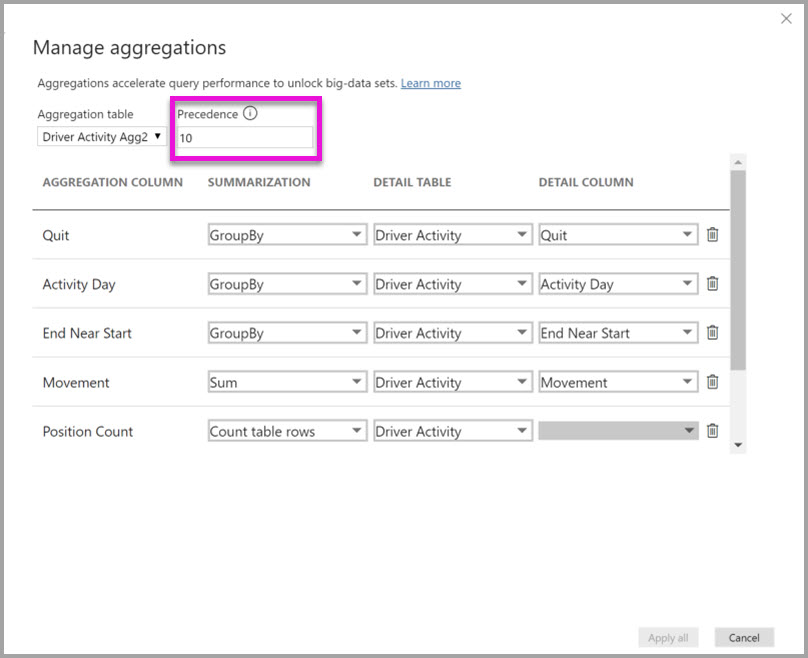 Manage aggregations
Aggregations accelerate query performance to unlock big-data sets. Learn more
Aggregation table Precedence
Driver Activity Agg2 10
AGGREGATION COLUMN SUMMARIZATION DETAIL TABLE DETAIL COLUMN
Quit GroupBy Driver Activity Quit
Activity Day GroupBy Driver Activity Activity Day
End Near Start GroupBy Driver Activity End Near Start
Movement Sum Driver Activity Movement
Position Count Count table rows Driver Activity
Apply all Cancel